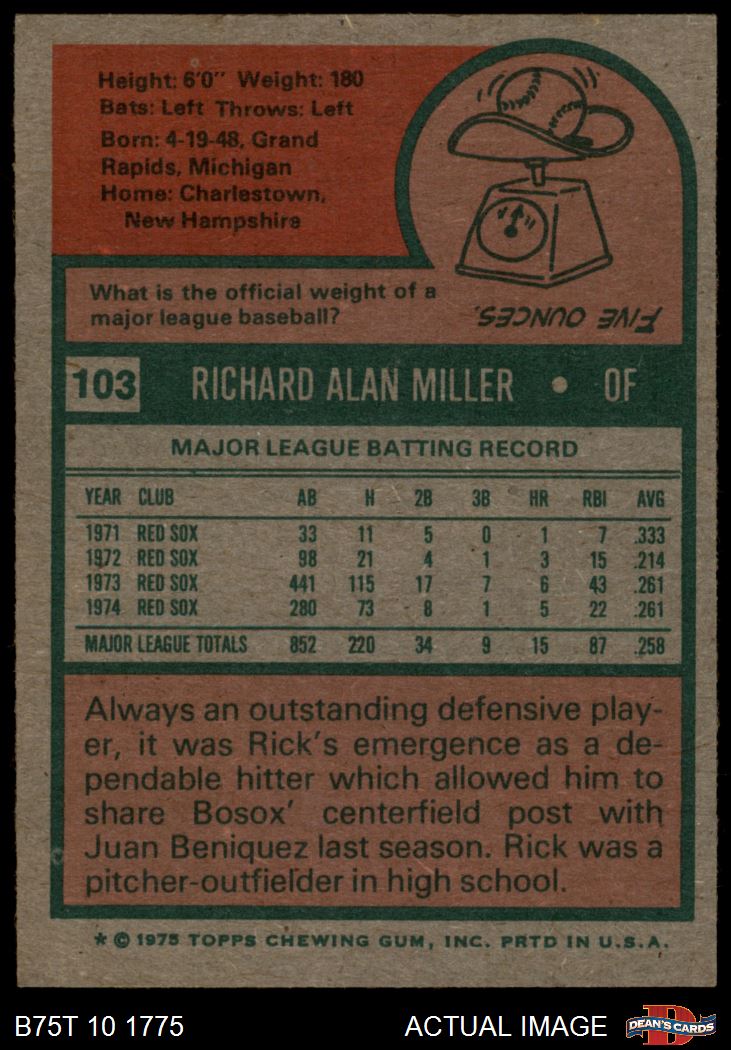 Height: 6'0" Weight: 180
Bats: Left Throws: Left
Born: 4-19-48, Grand
Rapids, Michigan
Home: Charlestown,
New Hampshire
What is the official weight of a
major league baseball?
FIVE OUNCES.
103 RICHARD ALAN MILLER • OF
MAJOR LEAGUE BATTING RECORD
YEAR CLUB AB H 2B 3B HR RBI AVG
1971 RED SOX 33 11 5 0 1 7 .333
1972 RED SOX 98 21 4 1 3 15 .214
1973 RED SOX 441 115 17 7 6 43 .261
1974 RED SOX 280 73 8 1 5 22 .261
MAJOR LEAGUE TOTALS 852 220 34 9 15 87 .258
Always an outstanding defensive play-
er, it was Rick's emergence as a de-
pendable hitter which allowed him to
share Bosox' centerfield post with
Juan Beniquez last season. Rick was a
pitcher-outfielder in high school.
* © 1975 TOPPS CHEWING GUM, INC. PRTD IN U.S.A.
B75T 10 1775 ACTUAL IMAGE DEAN'S CARDS